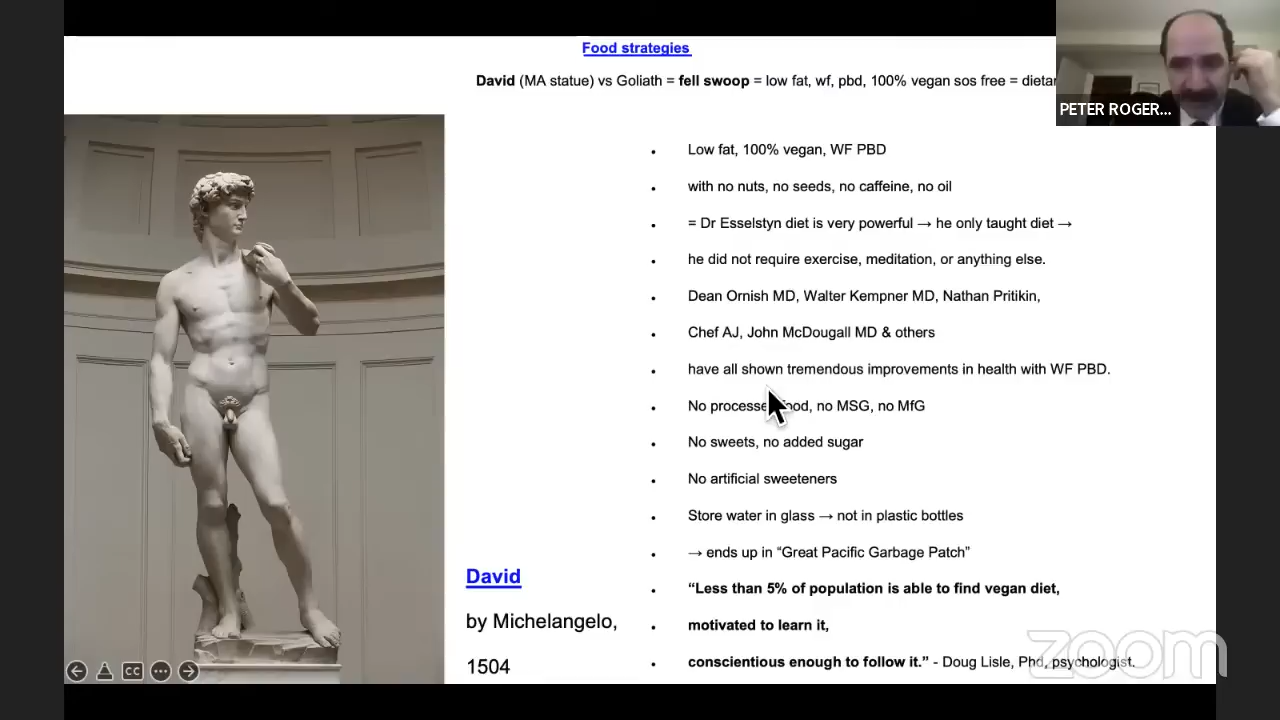 Food strategies
David (MA statue) vs Goliath = fell swoop = low fat, wf, pbd, 100% vegan sos free =
PETER ROGER...
• Low fat, 100% vegan, WF PBD
• with no nuts, no seeds, no caffeine, no oil
• = Dr Esselstyn diet is very powerful → he only taught diet →
• he did not require exercise, meditation, or anything else.
• Dean Ornish MD, Walter Kempner MD, Nathan Pritikin,
• Chef AJ, John McDougall MD & others
• have all shown tremendous improvements in health with WF PBD.
• No food, no MSG, no MfG
• No sweets, no added sugar
• No artificial sweeteners
• Store water in glass → not in plastic bottles
• → ends up in “Great Pacific Garbage Patch”
• “Less than 5% of population is able to find vegan diet,
• motivated to learn it,
• conscientious enough to follow it.” - Doug Lisle, Phd, psychologist.
David
by Michelangelo,
1504
CC
zoom